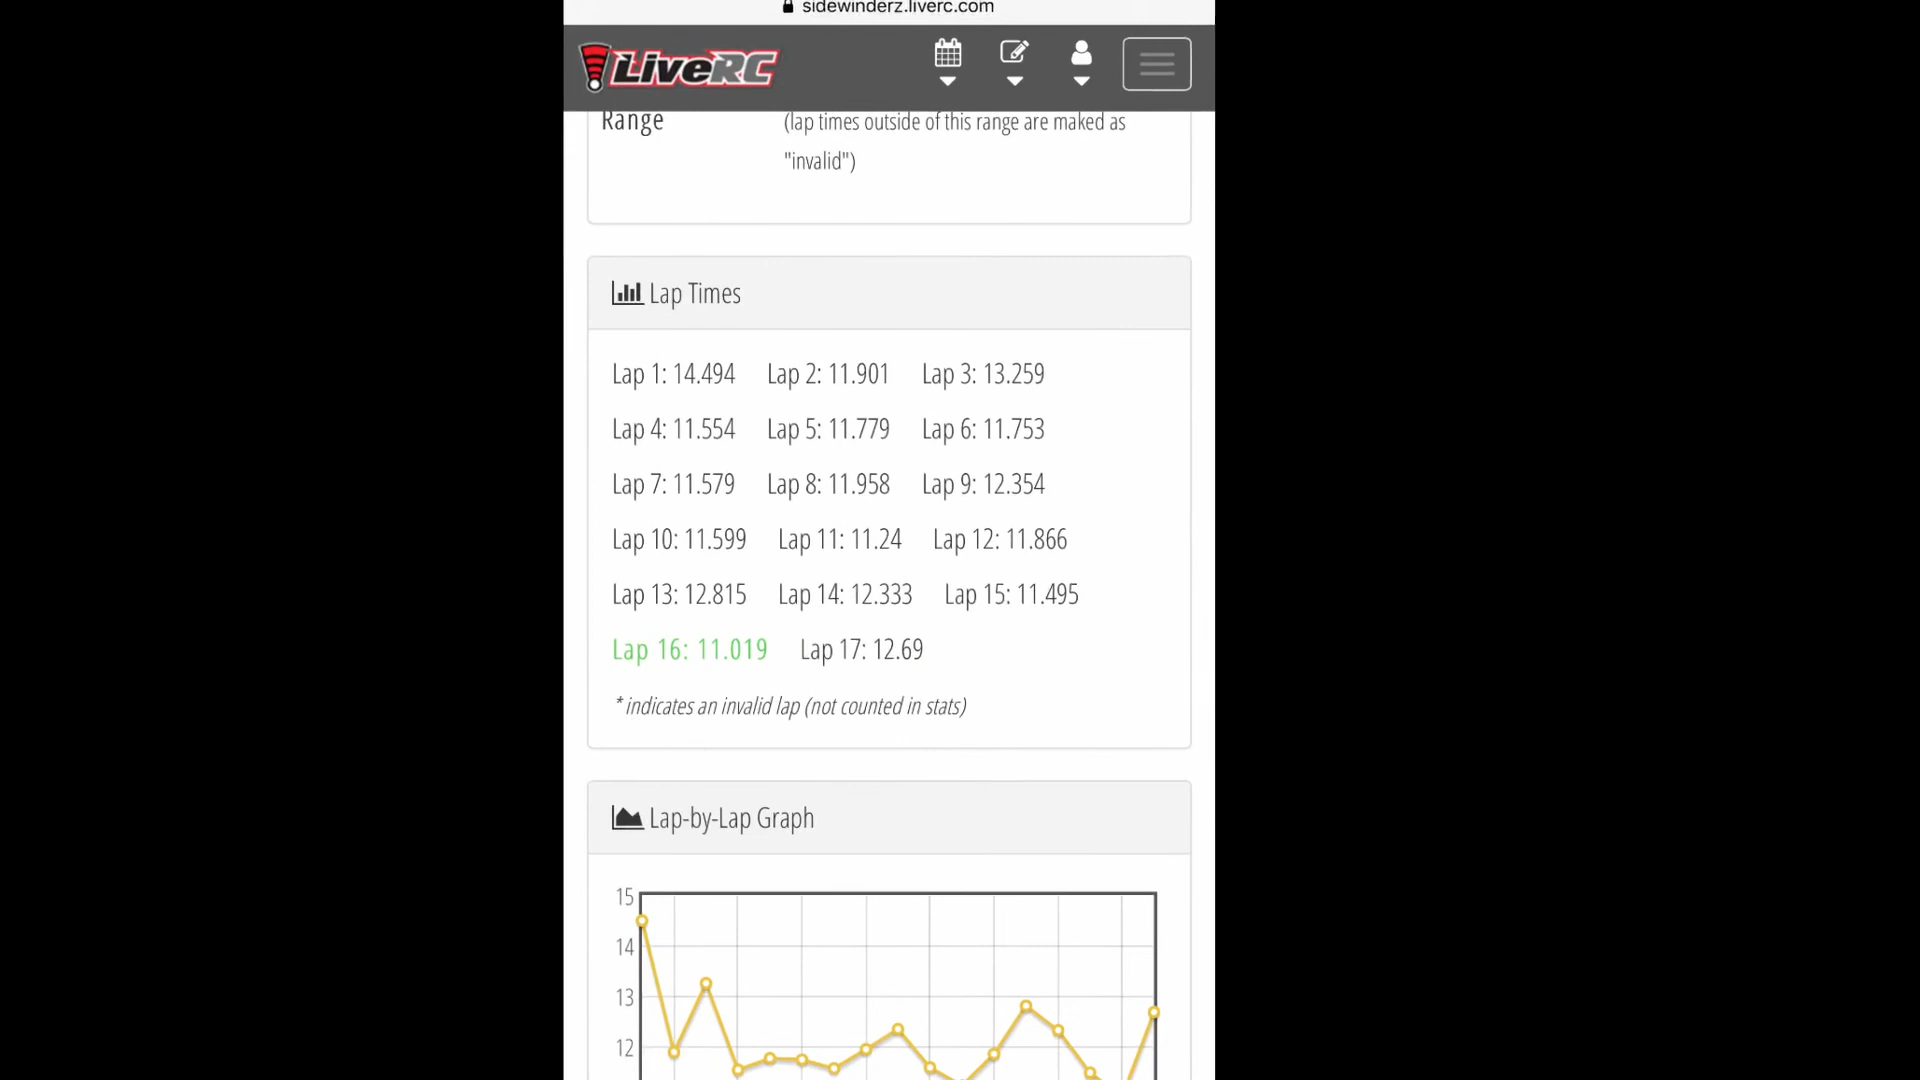 sidewinderz.liverc.com
LiveRC
Range (lap times outside of this range are maked as
"invalid")
Lap Times
Lap 1: 14.494 Lap 2: 11.901 Lap 3: 13.259
Lap 4: 11.554 Lap 5: 11.779 Lap 6: 11.753
Lap 7: 11.579 Lap 8: 11.958 Lap 9: 12.354
Lap 10: 11.599 Lap 11: 11.24 Lap 12: 11.866
Lap 13: 12.815 Lap 14: 12.333 Lap 15: 11.495
Lap 16: 11.019 Lap 17: 12.69
* indicates an invalid lap (not counted in stats)
Lap-by-Lap Graph
15
14
13
12